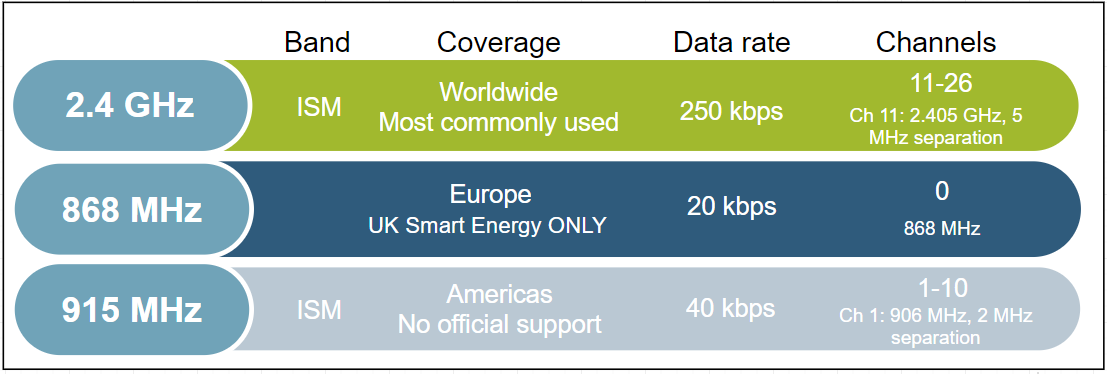 Band Coverage Data rate Channels
2.4 GHz
ISM
Worldwide
Most commonly used
250 kbps
11-26
Ch 11: 2.405 GHz, 5
MHz separation
868 MHz
Europe
UK Smart Energy ONLY
20 kbps
0
868 MHz
915 MHz
ISM
Americas
No official support
40 kbps
1-10
Ch 1: 906 MHz, 2 MHz
separation